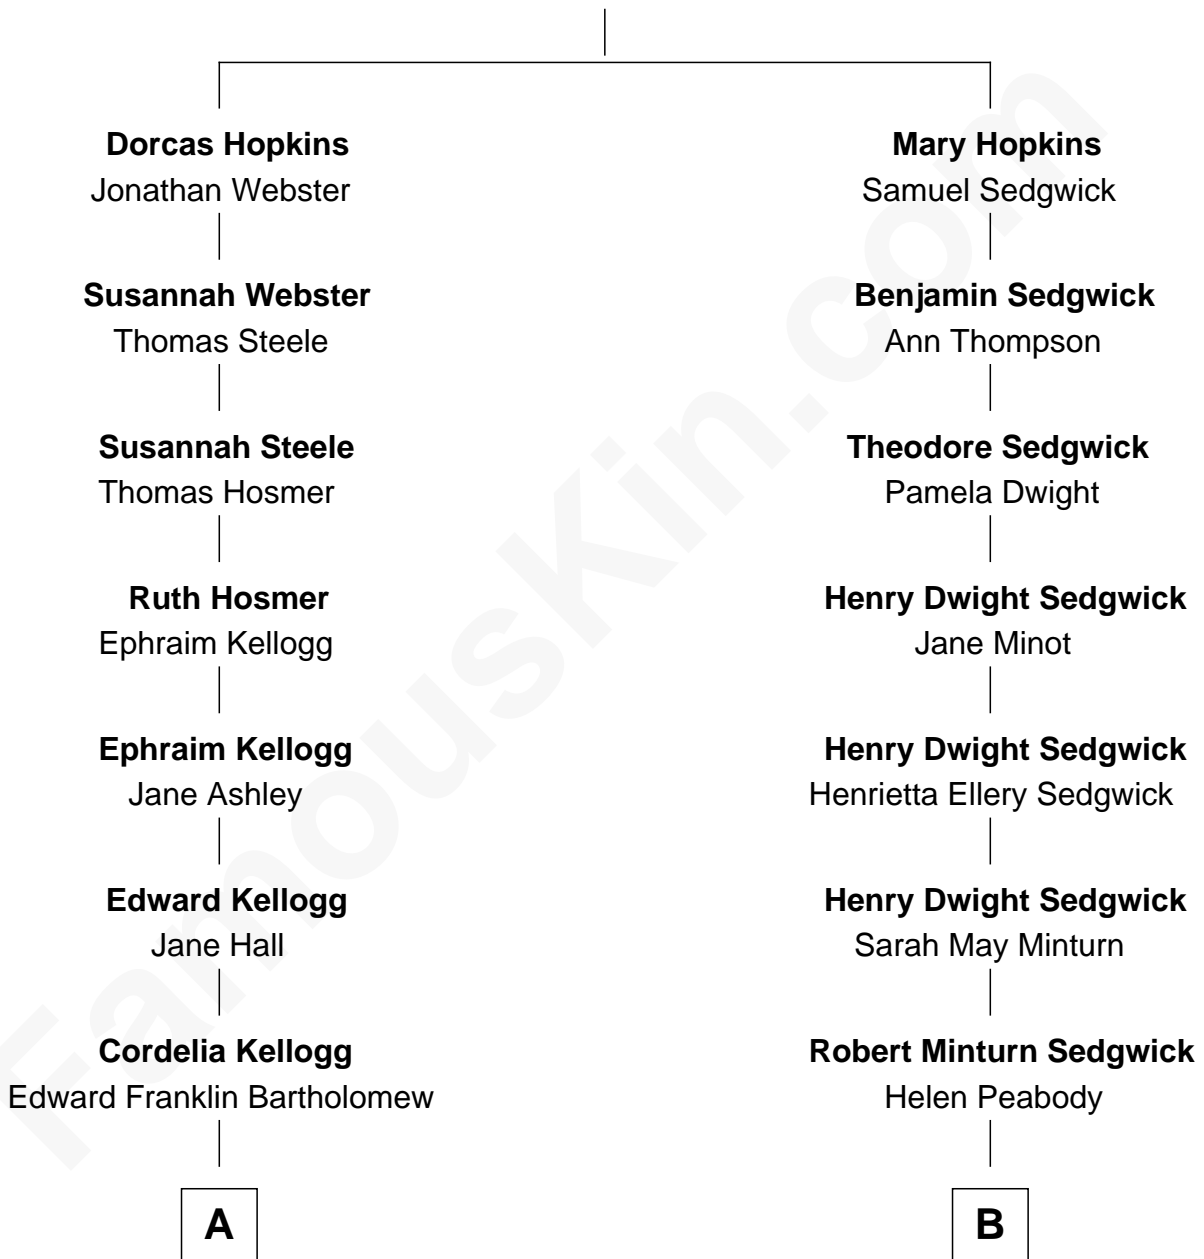 Dorcas Hopkins
Jonathan Webster
Mary Hopkins
Samuel Sedgwick
Susannah Webster
Thomas Steele
Benjamin Sedgwick
Ann Thompson
Susannah Steele
Thomas Hosmer
Theodore Sedgwick
Pamela Dwight
Ruth Hosmer
Ephraim Kellogg
Henry Dwight Sedgwick
Jane Minot
Ephraim Kellogg
Jane Ashley
Henry Dwight Sedgwick
Henrietta Ellery Sedgwick
Edward Kellogg
Jane Hall
Henry Dwight Sedgwick
Sarah May Minturn
Cordelia Kellogg
Edward Franklin Bartholomew
Robert Minturn Sedgwick
Helen Peabody
A
B
FamousKin.com